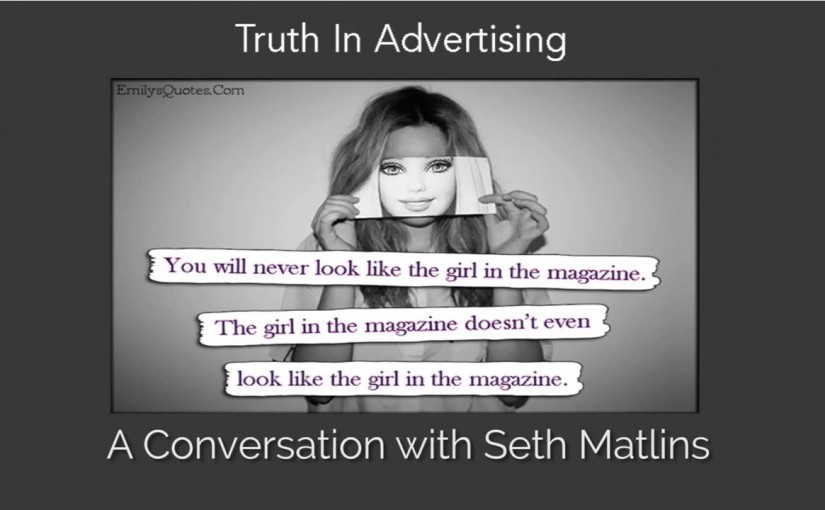 Truth In Advertising
EmilysQuotes.Com
You will never look like the girl in the magazine.
The girl in the magazine doesn't even
look like the girl in the magazine.
A Conversation with Seth Matlins